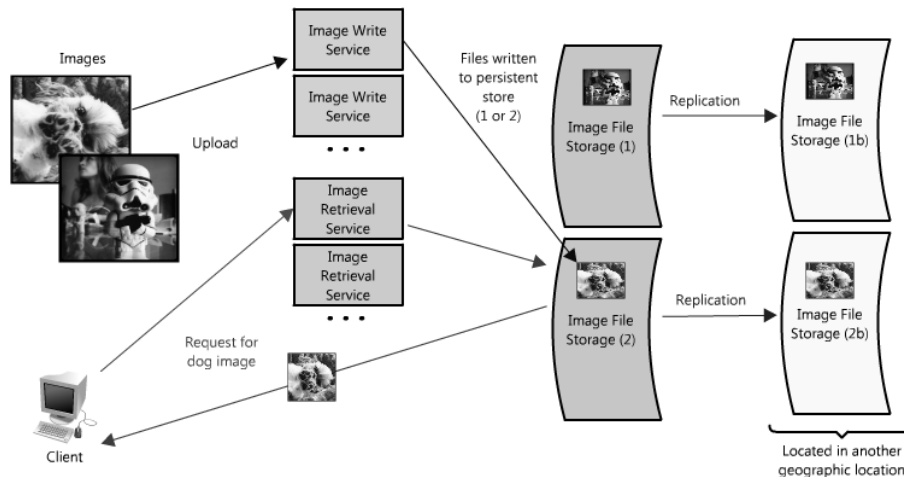 Images
Upload
Image Write
Service
Image Write
Service
...
Image
Retrieval
Service
Image
Retrieval
Service
...
Request for
dog image
Client
Files written
to persistent
store
(1 or 2)
Image File
Storage (1)
Replication
Image File
Storage (1b)
Image File
Storage (2)
Replication
Image File
Storage (2b)
Located in another
geographic location